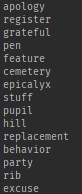 apology
register
grateful
pen
feature
cemetery
epicalyx
stuff
pupil
hill
replacement
behavior
party
rib
excuse